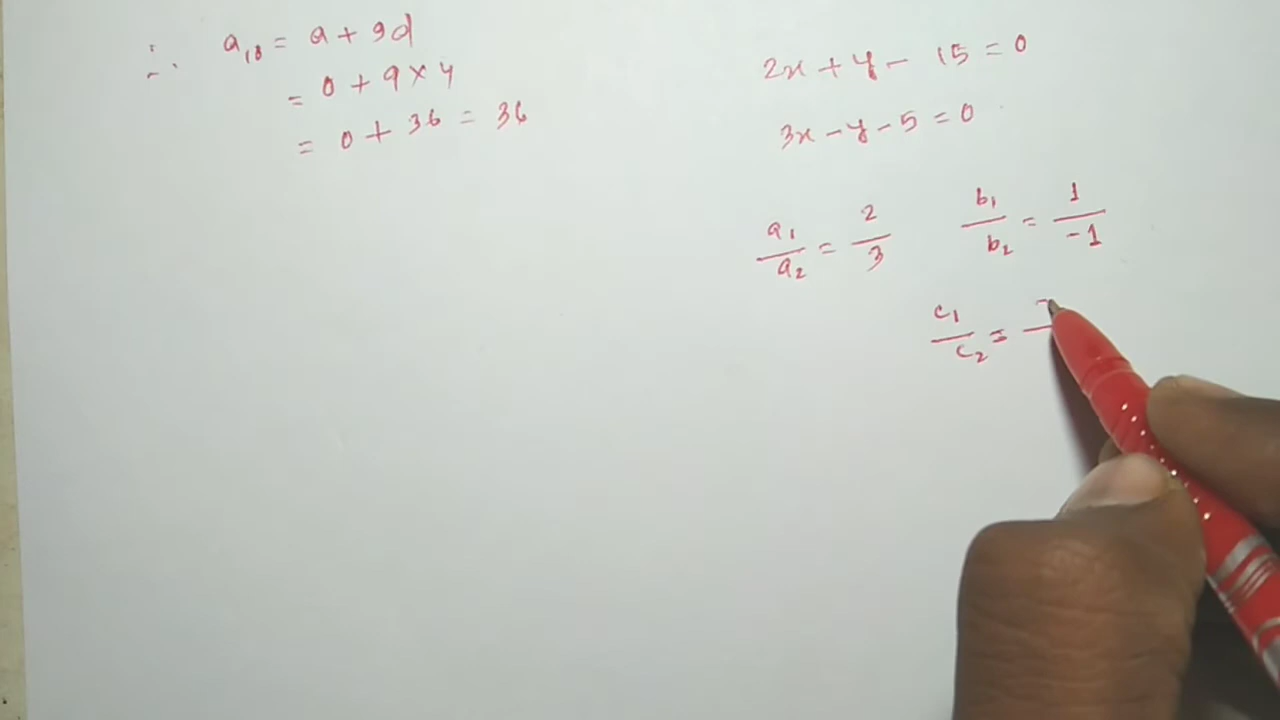 ∴ a₁₀ = a + 9d
= 0 + 9 × 4
= 0 + 36 = 36
2x + y - 15 = 0
3x - y - 5 = 0
a₁/a₂ = 2/3 b₁/b₂ = 1/-1
c₁/c₂ =